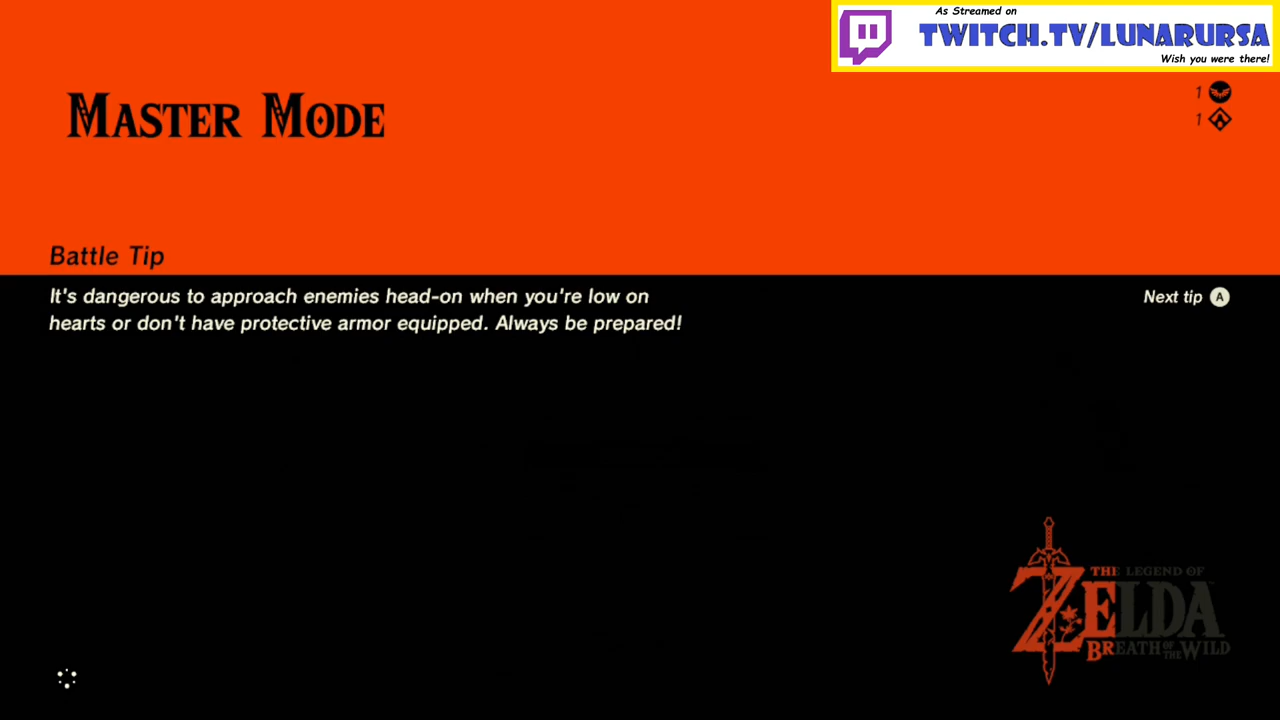 As Streamed on
TWITCH.TV/LUNARURSA
Wish you were there!
MASTER MODE
1
1
Battle Tip
It's dangerous to approach enemies head-on when you're low on
hearts or don't have protective armor equipped. Always be prepared!
Next tip A
THE LEGEND OF
ZELDA
BREATH OF THE WILD